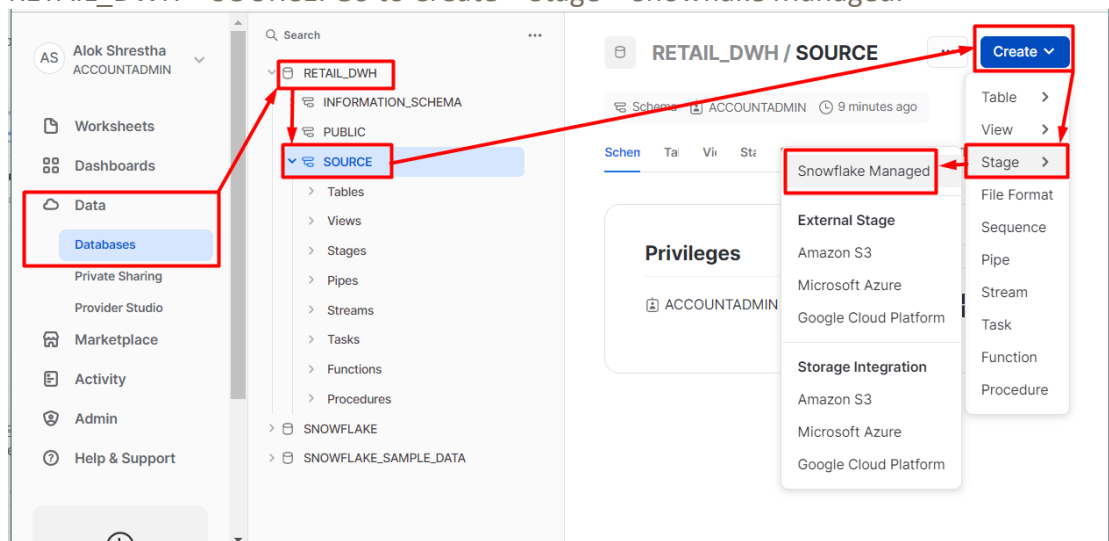 RETAIL_DWH
AS
Alok Shrestha
ACCOUNTADMIN
Worksheets
Dashboards
Data
Databases
Private Sharing
Provider Studio
Marketplace
Activity
Admin
Help & Support
Search
RETAIL_DWH
INFORMATION_SCHEMA
PUBLIC
SOURCE
Tables
Views
Stages
Pipes
Streams
Tasks
Functions
Procedures
SNOWFLAKE
SNOWFLAKE_SAMPLE_DATA
RETAIL_DWH / SOURCE
Create
Schema ACCOUNTADMIN 9 minutes ago
Privileges
ACCOUNTADMIN
Snowflake Managed
External Stage
Amazon S3
Microsoft Azure
Google Cloud Platform
Storage Integration
Amazon S3
Microsoft Azure
Google Cloud Platform
Table
View
Stage
File Format
Sequence
Pipe
Stream
Task
Function
Procedure